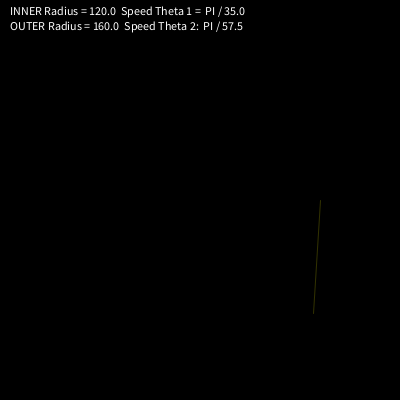 INNER Radius = 120.0  Speed Theta 1 =  PI / 35.0
OUTER Radius = 160.0  Speed Theta 2:  PI / 57.5